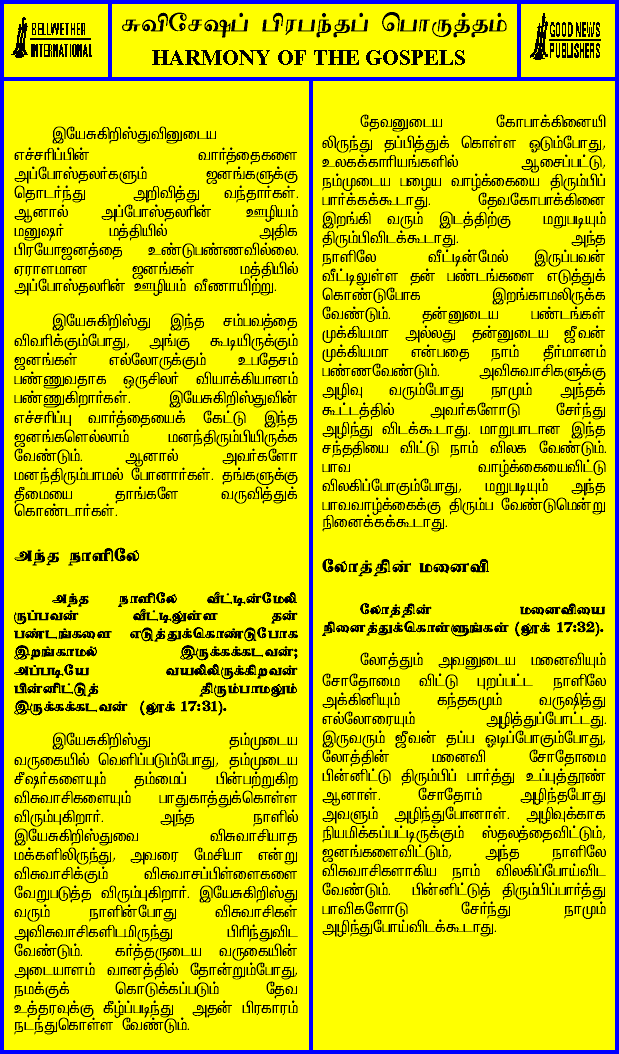 BELLWETHER
INTERNATIONAL
சுவிசேஷப் பிரபந்தப் பொருத்தம்
HARMONY OF THE GOSPELS
GOOD NEWS
PUBLISHERS
இயேசுகிறிஸ்துவினுடைய
எச்சரிப்பின் வார்த்தைகளை
அப்போஸ்தலர்களும் ஜனங்களுக்கு
தொடர்ந்து அறிவித்து வந்தார்கள்.
ஆனால் அப்போஸ்தலரின் ஊழியம்
மனுஷர் மத்தியில் அதிக
பிரயோஜனத்தை உண்டுபண்ணவில்லை.
ஏராளமான ஜனங்கள் மத்தியில்
அப்போஸ்தலரின் ஊழியம் வீணாயிற்று.
இயேசுகிறிஸ்து இந்த சம்பவத்தை
விவரிக்கும்போது, அங்கு கூடியிருக்கும்
ஜனங்கள் எல்லோருக்கும் உபதேசம்
பண்ணுவதாக ஒருசிலர் வியாக்கியானம்
பண்ணுகிறார்கள். இயேசுகிறிஸ்துவின்
எச்சரிப்பு வார்த்தையைக் கேட்டு இந்த
ஜனங்களெல்லாம் மனந்திரும்பியிருக்க
வேண்டும். ஆனால் அவர்களோ
மனந்திரும்பாமல் போனார்கள். தங்களுக்கு
தீமையை தாங்களே வருவித்துக்
கொண்டார்கள்.
அந்த நாளிலே
அந்த நாளிலே வீட்டின்மேலி
ருப்பவன் வீட்டிலுள்ள தன்
பண்டங்களை எடுத்துக்கொண்டுபோக
இறங்காமல் இருக்கக்கடவன்;
அப்படியே வயலிலிருக்கிறவன்
பின்னிட்டுத் திரும்பாமலும்
இருக்கக்கடவன் (லூக் 17:31).
இயேசுகிறிஸ்து தம்முடைய
வருகையில் வெளிப்படும்போது, தம்முடைய
சீஷர்களையும் தம்மைப் பின்பற்றுகிற
விசுவாசிகளையும் பாதுகாத்துக்கொள்ள
விரும்புகிறார். அந்த நாளில்
இயேசுகிறிஸ்துவை விசுவாசியாத
மக்களிலிருந்து, அவரை மேசியா என்று
விசுவாசிக்கும் விசுவாசப்பிள்ளைகளை
வேறுபடுத்த விரும்புகிறார். இயேசுகிறிஸ்து
வரும் நாளின்போது விசுவாசிகள்
அவிசுவாசிகளிடமிருந்து பிரிந்துவிட
வேண்டும். கர்த்தருடைய வருகையின்
அடையாளம் வானத்தில் தோன்றும்போது,
நமக்குக் கொடுக்கப்படும் தேவ
உத்தரவுக்கு கீழ்ப்படிந்து அதன் பிரகாரம்
நடந்துகொள்ள வேண்டும்.
தேவனுடைய கோபாக்கினையி
லிருந்து தப்பித்துக் கொள்ள ஓடும்போது,
உலகக்காரியங்களில் ஆசைப்பட்டு,
நம்முடைய பழைய வாழ்க்கையை திரும்பிப்
பார்க்கக்கூடாது. தேவகோபாக்கினை
இறங்கி வரும் இடத்திற்கு மறுபடியும்
திரும்பிவிடக்கூடாது. அந்த
நாளிலே வீட்டின்மேல் இருப்பவன்
வீட்டிலுள்ள தன் பண்டங்களை எடுத்துக்
கொண்டுபோக இறங்காமலிருக்க
வேண்டும். தன்னுடைய பண்டங்கள்
முக்கியமா அல்லது தன்னுடைய ஜீவன்
முக்கியமா என்பதை நாம் தீர்மானம்
பண்ணவேண்டும். அவிசுவாசிகளுக்கு
அழிவு வரும்போது நாமும் அந்தக்
கூட்டத்தில் அவர்களோடு சேர்ந்து
அழிந்து விடக்கூடாது. மாறுபாடான இந்த
சந்ததியை விட்டு நாம் விலக வேண்டும்.
பாவ வாழ்க்கையைவிட்டு
விலகிப்போகும்போது, மறுபடியும் அந்த
பாவவாழ்க்கைக்கு திரும்ப வேண்டுமென்று
நினைக்கக்கூடாது.
லோத்தின் மனைவி
லோத்தின் மனைவியை
நினைத்துக்கொள்ளுங்கள் (லூக் 17:32).
லோத்தும் அவனுடைய மனைவியும்
சோதோமை விட்டு புறப்பட்ட நாளிலே
அக்கினியும் கந்தகமும் வருஷித்து
எல்லோரையும் அழித்துப்போட்டது.
இருவரும் ஜீவன் தப்ப ஓடிப்போகும்போது,
லோத்தின் மனைவி சோதோமை
பின்னிட்டு திரும்பிப் பார்த்து உப்புத்தூண்
ஆனாள். சோதோம் அழிந்தபோது
அவளும் அழிந்துபோனாள். அழிவுக்காக
நியமிக்கப்பட்டிருக்கும் ஸ்தலத்தைவிட்டும்,
ஜனங்களைவிட்டும், அந்த நாளிலே
விசுவாசிகளாகிய நாம் விலகிப்போய்விட
வேண்டும். பின்னிட்டுத் திரும்பிப்பார்த்து
பாவிகளோடு சேர்ந்து நாமும்
அழிந்துபோய்விடக்கூடாது.